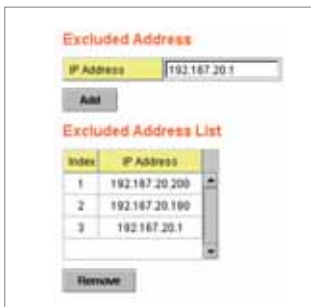 Excluded Address
IP Address 192.167.20.1
Add
Excluded Address List
Index IP Address
1 192.167.20.200
2 192.167.20.190
3 192.167.20.1
Remove